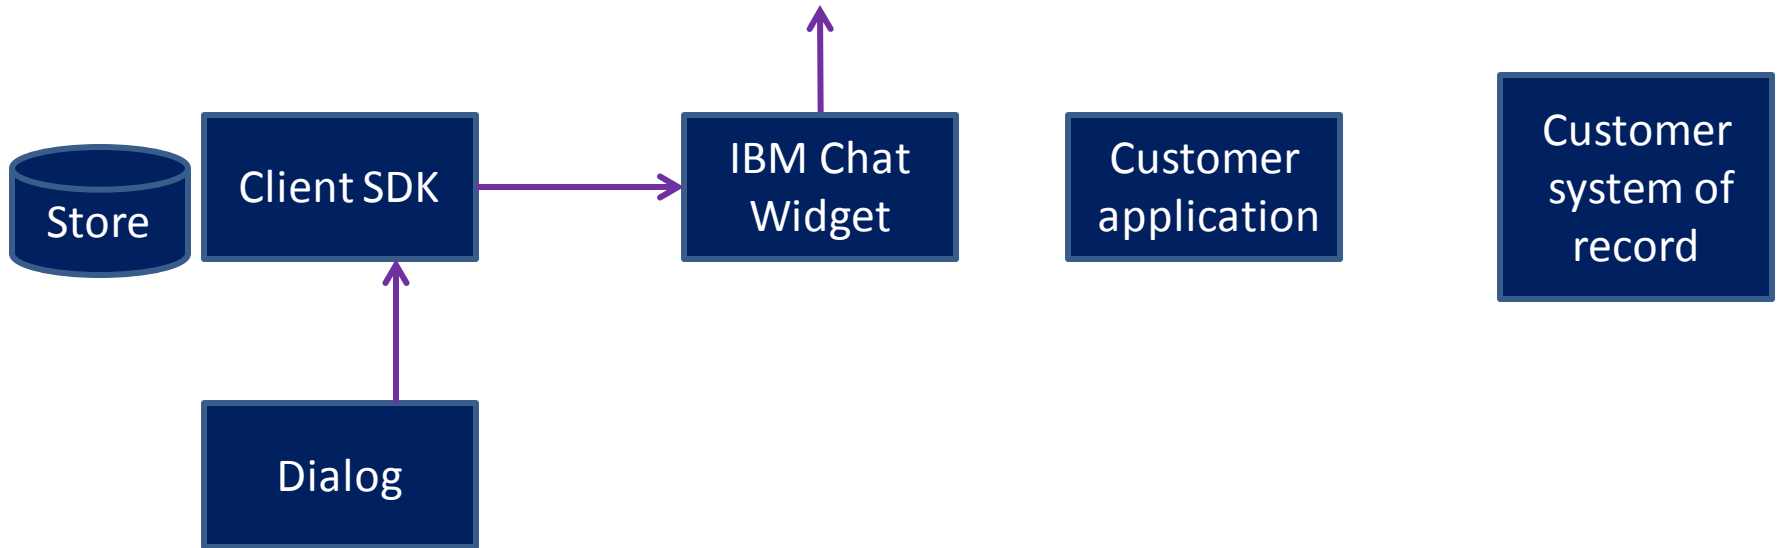 Store
Client SDK
IBM Chat
Widget
Customer
application
Customer
system of
record
Dialog